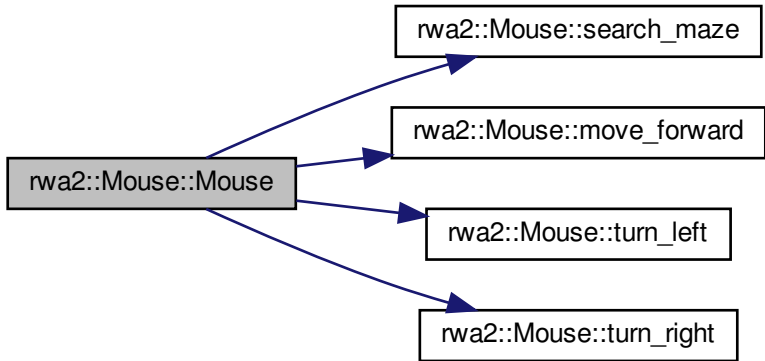 rwa2::Mouse::Mouse
rwa2::Mouse::search_maze
rwa2::Mouse::move_forward
rwa2::Mouse::turn_left
rwa2::Mouse::turn_right